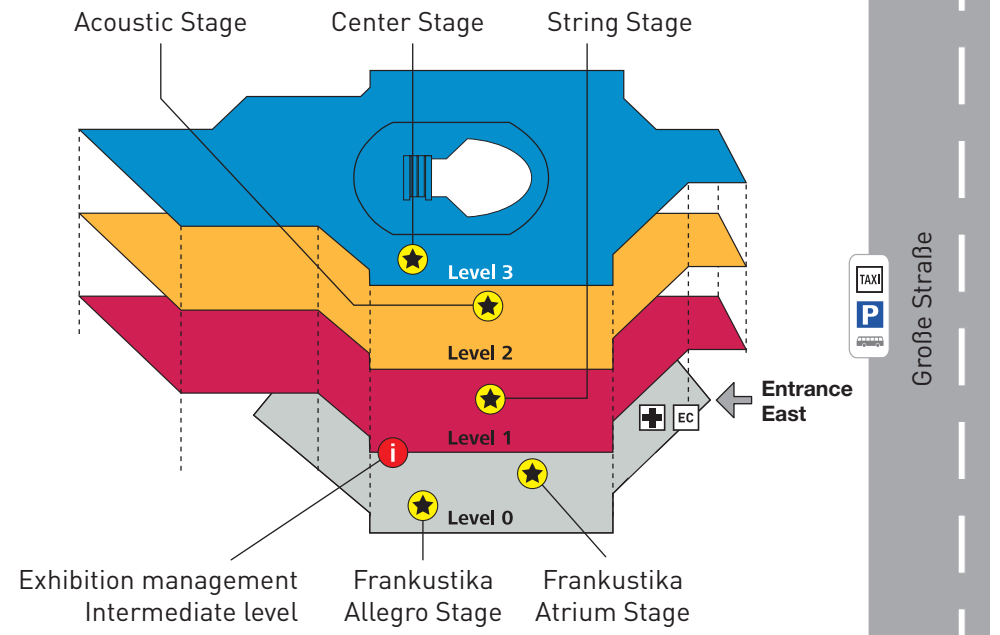 Acoustic Stage
Center Stage
String Stage
Level 3
Level 2
Level 1
Level 0
i
EC
Entrance
East
TAXI
P
Große Straße
Exhibition management
Intermediate level
Frankustika
Allegro Stage
Frankustika
Atrium Stage